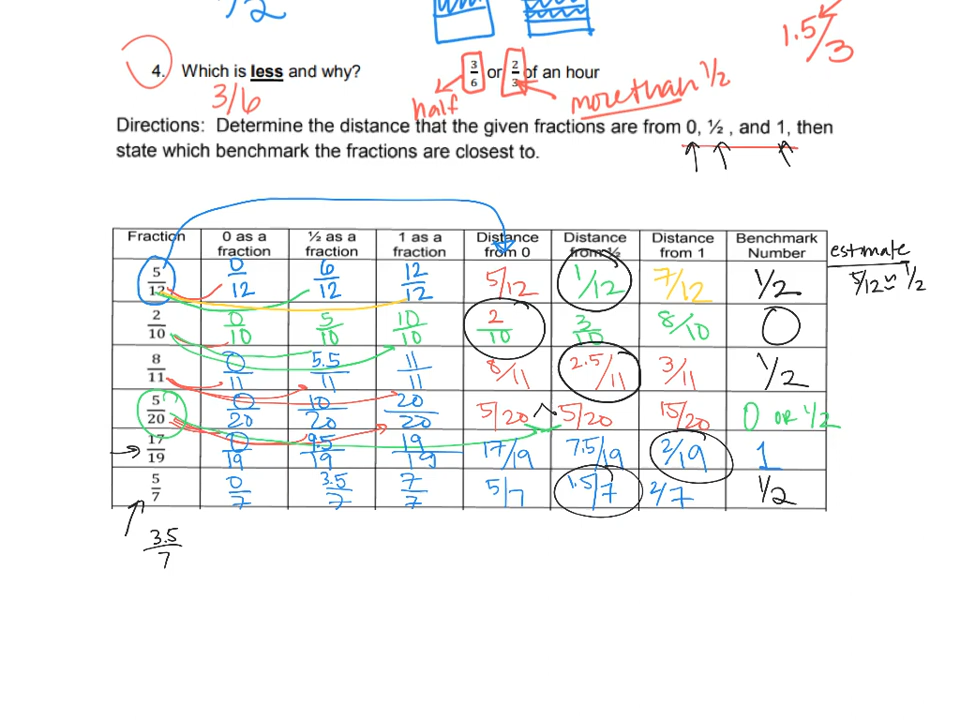 1/2
1.5/3
4. Which is less and why? 3/6 or 2/3 of an hour
3/6 half more than 1/2
Directions: Determine the distance that the given fractions are from 0, ½ , and 1, then
state which benchmark the fractions are closest to.
Fraction | 0 as a fraction | ½ as a fraction | 1 as a fraction | Distance from 0 | Distance from ½ | Distance from 1 | Benchmark Number
estimate
5/12 | 0/12 | 6/12 | 12/12 | 5/12 | 1/12 | 7/12 | 1/2
5/12 ≈ 1/2
2/10 | 0/10 | 5/10 | 10/10 | 2/10 | 3/10 | 8/10 | 0
8/11 | 0/11 | 5.5/11 | 11/11 | 8/11 | 2.5/11 | 3/11 | 1/2
5/20 | 0/20 | 10/20 | 20/20 | 5/20 | 5/20 | 15/20 | 0 OR 1/2
17/19 | 0/19 | 9.5/19 | 19/19 | 17/19 | 7.5/19 | 2/19 | 1
5/7 | 0/7 | 3.5/7 | 7/7 | 5/7 | 1.5/7 | 2/7 | 1/2
3.5/7